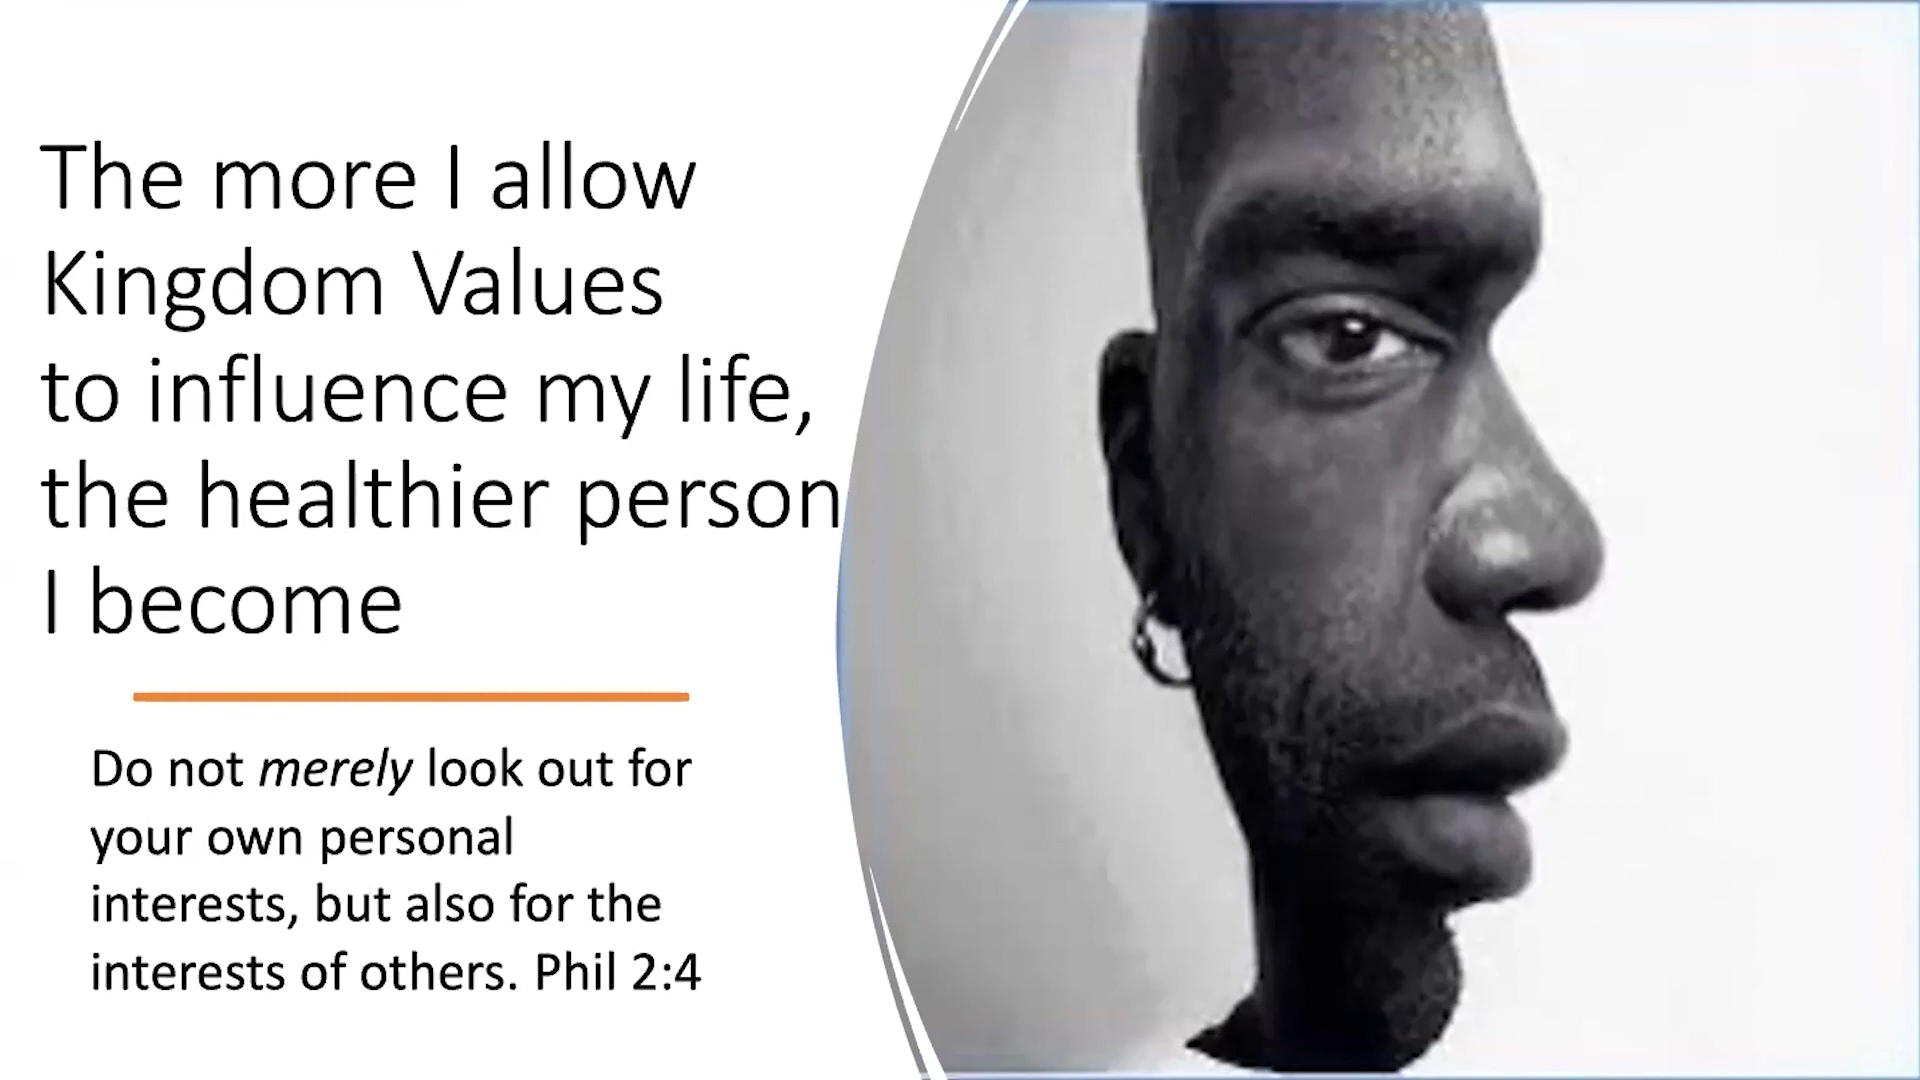 The more I allow
Kingdom Values
to influence my life,
the healthier person
I become
Do not merely look out for
your own personal
interests, but also for the
interests of others. Phil 2:4